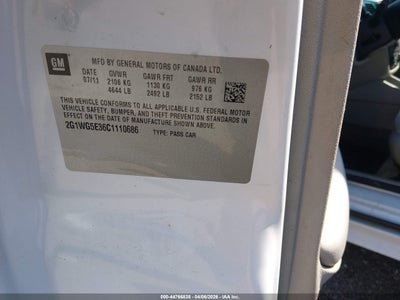 GM
MFD BY GENERAL MOTORS OF CANADA LTD.
DATE GVWR GAWR FRT GAWR RR
07/11 2106 KG 1130 KG 976 KG
4644 LB 2492 LB 2152 LB
THIS VEHICLE CONFORMS TO ALL APPLICABLE U.S. FEDERAL MOTOR
VEHICLE SAFETY, BUMPER, AND THEFT PREVENTION STANDARDS IN
EFFECT ON THE DATE OF MANUFACTURE SHOWN ABOVE.
2G1WG5E36C1110686 TYPE: PASS CAR
000-44766838 - 04/06/2026 - IAA Inc.